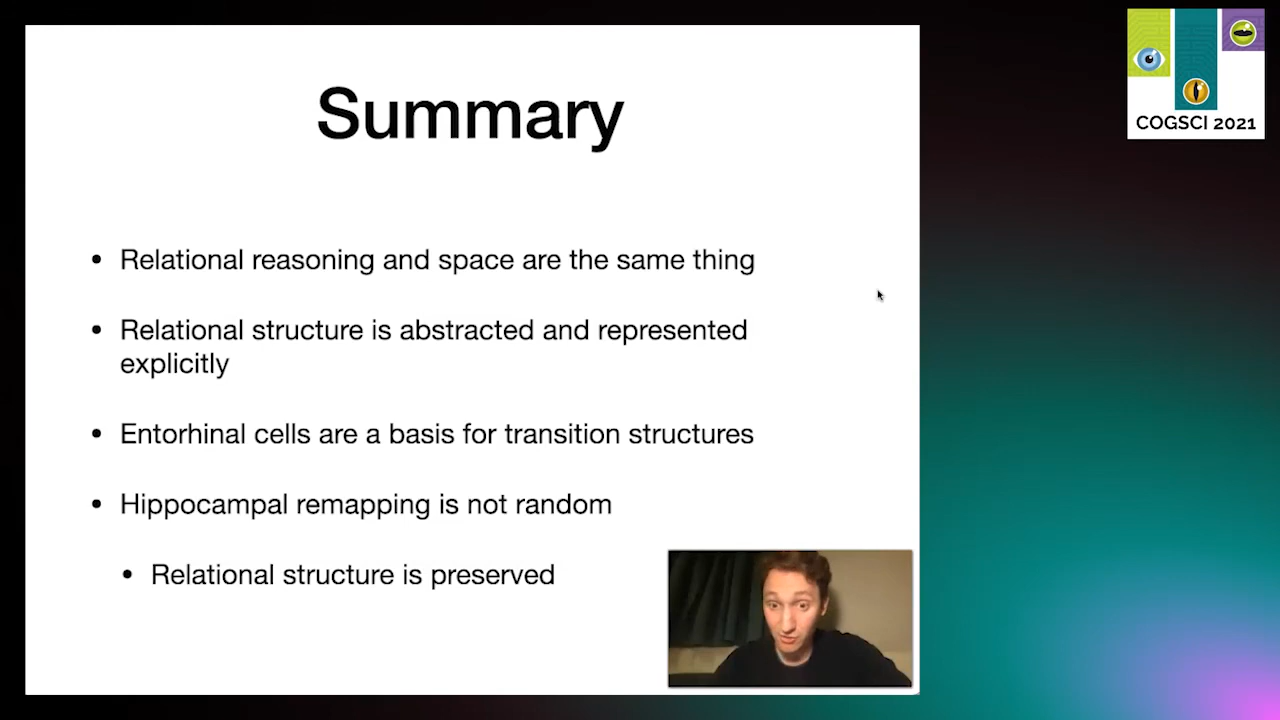 Summary
• Relational reasoning and space are the same thing
• Relational structure is abstracted and represented
explicitly
• Entorhinal cells are a basis for transition structures
• Hippocampal remapping is not random
• Relational structure is preserved
COGSCI 2021